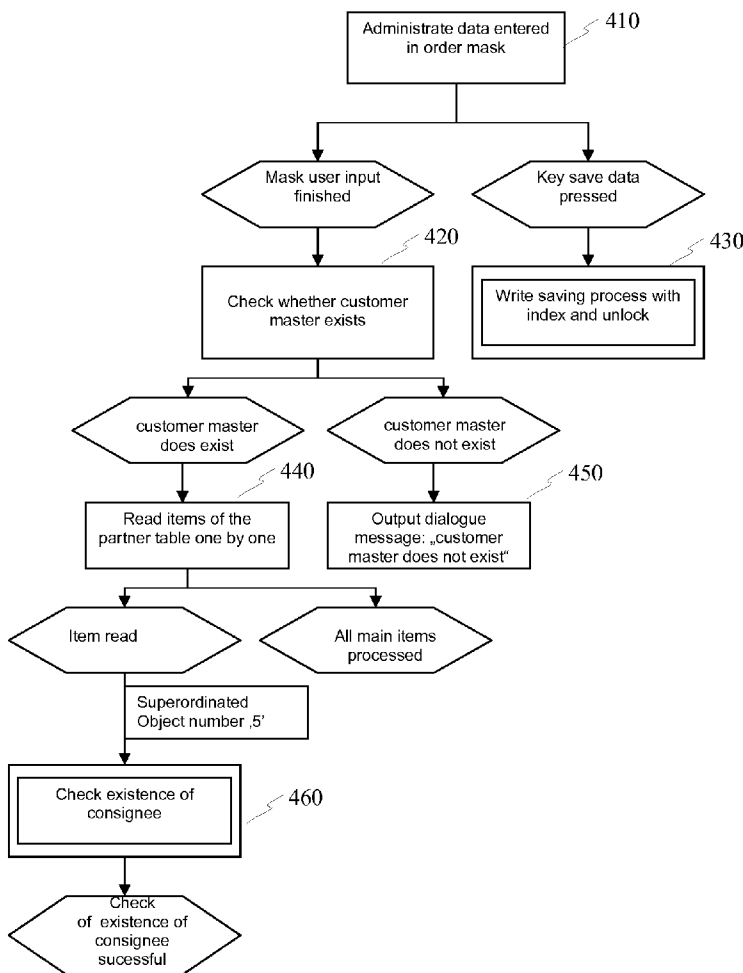 Administrate data entered
in order mask
410
Mask user input
finished
Key save data
pressed
420
430
Check whether customer
master exists
Write saving process with
index and unlock
customer master
does exist
customer master
does not exist
440
450
Read items of the
partner table one by one
Output dialogue
message: „customer
master does not exist“
Item read
All main items
processed
Superordinated
Object number ‚5’
Check existence of
consignee
460
Check
of existence of
consignee
sucessful